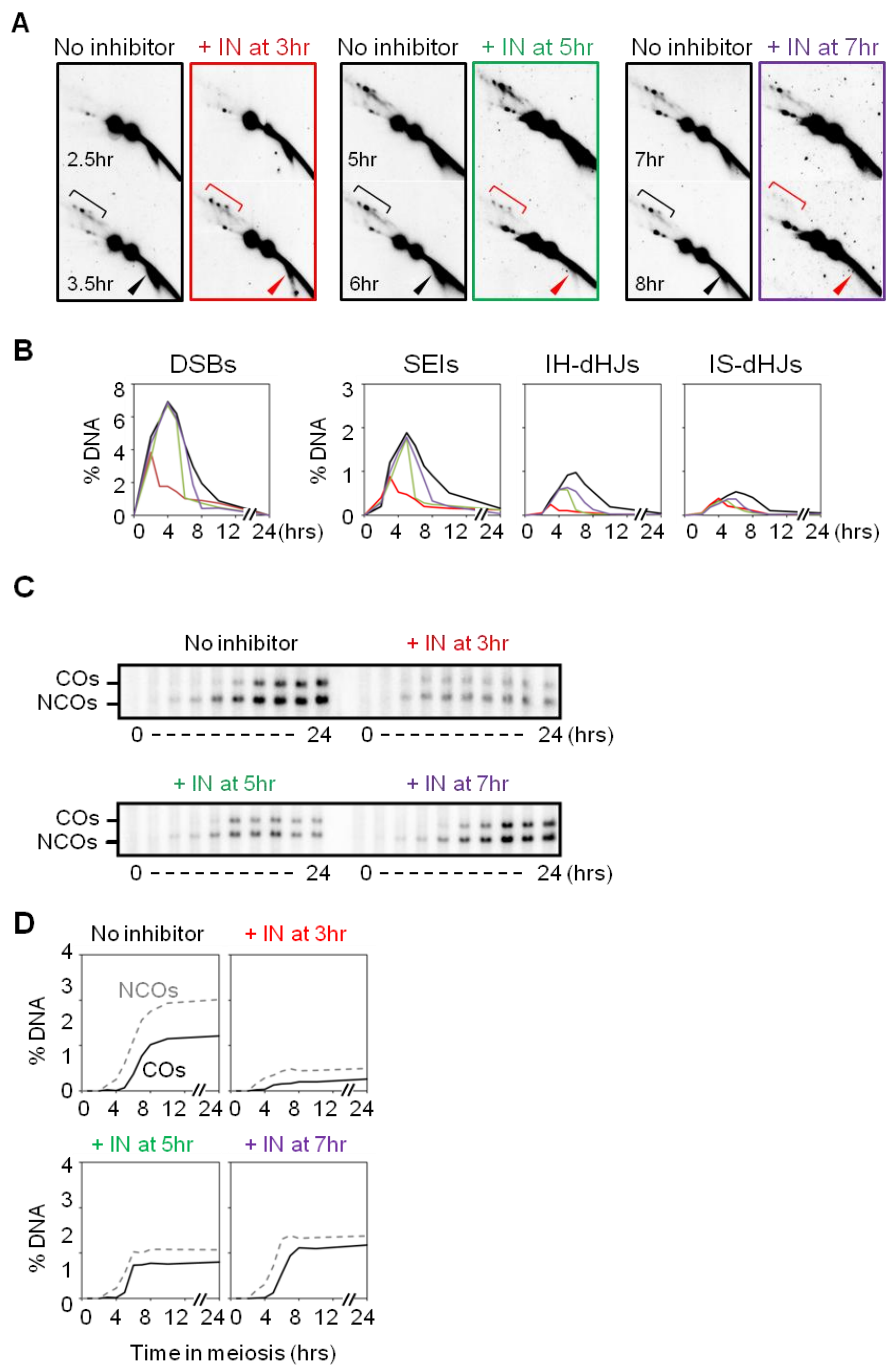 A
No inhibitor + IN at 3hr No inhibitor + IN at 5hr No inhibitor + IN at 7hr
2.5hr 5hr 7hr
3.5hr 6hr 8hr
B
DSBs SEIs IH-dHJs IS-dHJs
% DNA
8
6
4
2
0
0 4 8 12 24 (hrs)
% DNA
3
2
1
0
0 4 8 12 24 0 4 8 12 24 0 4 8 12 24 (hrs)
C
No inhibitor + IN at 3hr
COs
NCOs
0 ---------- 24 0 ---------- 24 (hrs)
+ IN at 5hr + IN at 7hr
COs
NCOs
0 ---------- 24 0 ---------- 24 (hrs)
D
No inhibitor + IN at 3hr
% DNA
4
3
2
1
0
NCOs
COs
0 4 8 12 24 0 4 8 12 24
+ IN at 5hr + IN at 7hr
% DNA
4
3
2
1
0
0 4 8 12 24 0 4 8 12 24
Time in meiosis (hrs)